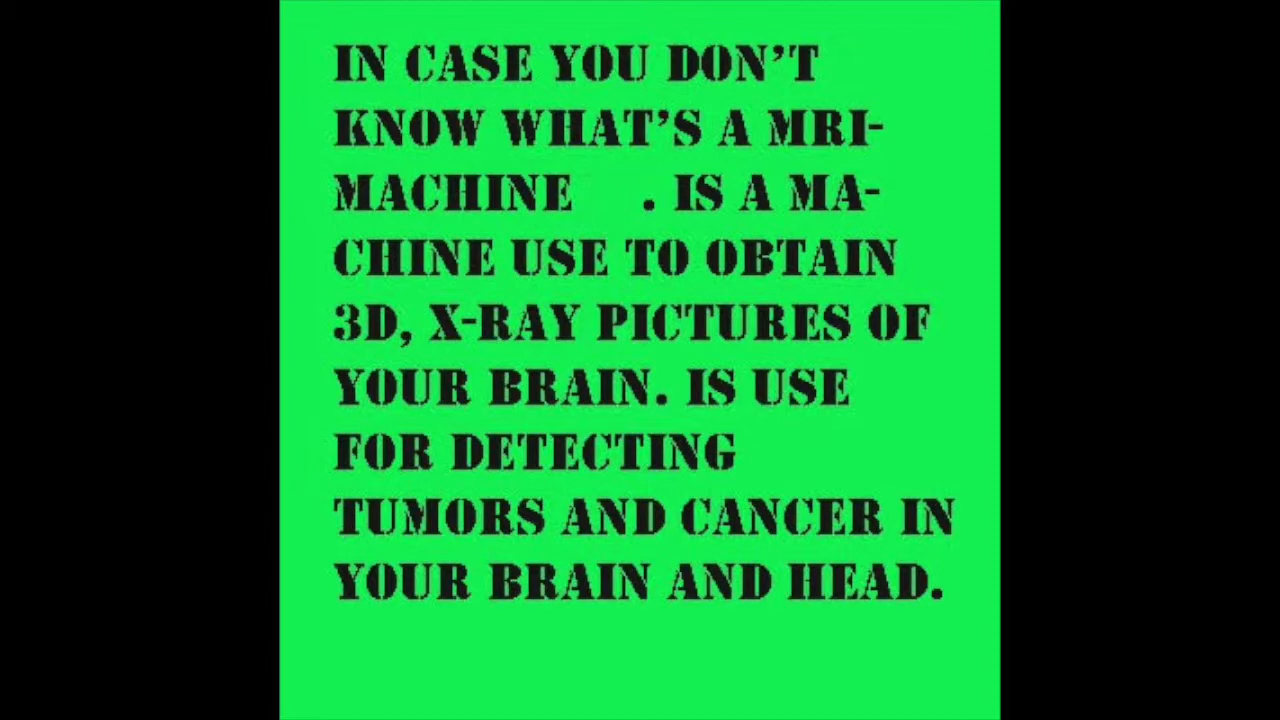 IN CASE YOU DON'T
KNOW WHAT'S A MRI-
MACHINE . IS A MA-
CHINE USE TO OBTAIN
3D, X-RAY PICTURES OF
YOUR BRAIN. IS USE
FOR DETECTING
TUMORS AND CANCER IN
YOUR BRAIN AND HEAD.